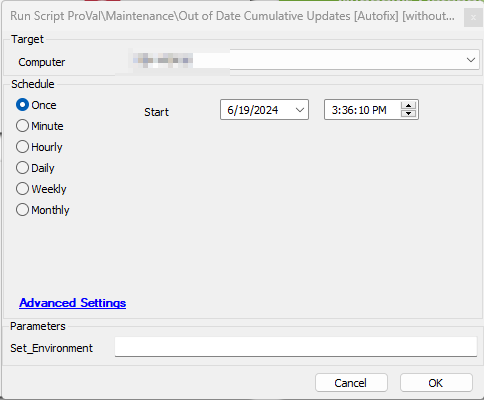 Run Script ProVal\Maintenance\Out of Date Cumulative Updates [Autofix] [without...
Target
Computer
Schedule
Once
Start
6/19/2024
3:36:10 PM
Minute
Hourly
Daily
Weekly
Monthly
Advanced Settings
Parameters
Set_Environment
Cancel
OK